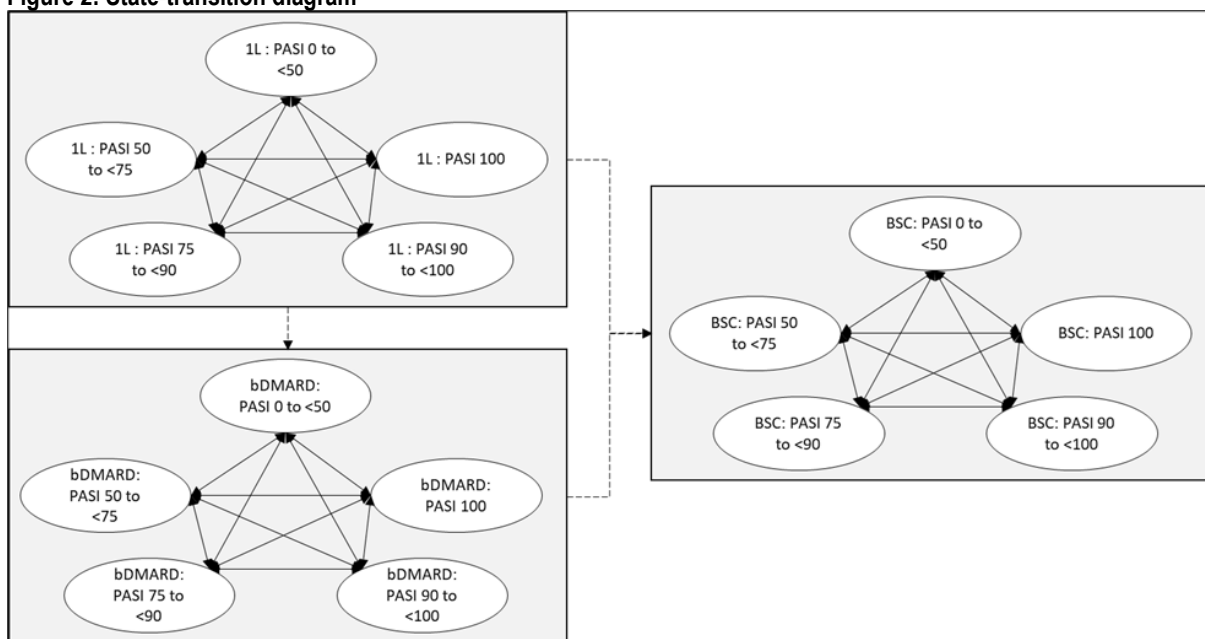 Figure 2. State transition diagram
1L : PASI 0 to
<50
1L : PASI 50
to <75
1L : PASI 100
1L : PASI 75
to <90
1L : PASI 90
to <100
bDMARD:
PASI 0 to <50
bDMARD:
PASI 50 to
<75
bDMARD:
PASI 100
bDMARD:
PASI 75 to
<90
bDMARD:
PASI 90 to
<100
BSC: PASI 0 to
<50
BSC: PASI 50
to <75
BSC: PASI 100
BSC: PASI 75
to <90
BSC: PASI 90
to <100